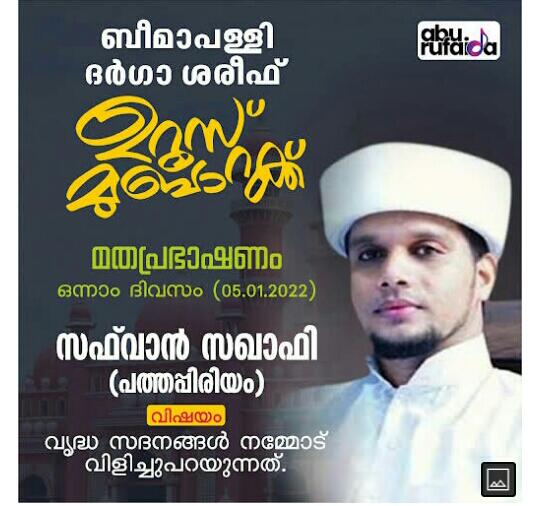 ബീമാപള്ളി
ദർഗാ ശരീഫ്
abu
rufaida
ഉറൂസ്
മുബാറക്ക്
മതപ്രഭാഷണം
ഒന്നാം ദിവസം (05.01.2022)
സഫ്‌വാൻ സഖാഫി
(പത്തപ്പിരിയം)
വിഷയം
വൃദ്ധ സദനങ്ങൾ നമ്മോട്
വിളിച്ചുപറയുന്നത്.